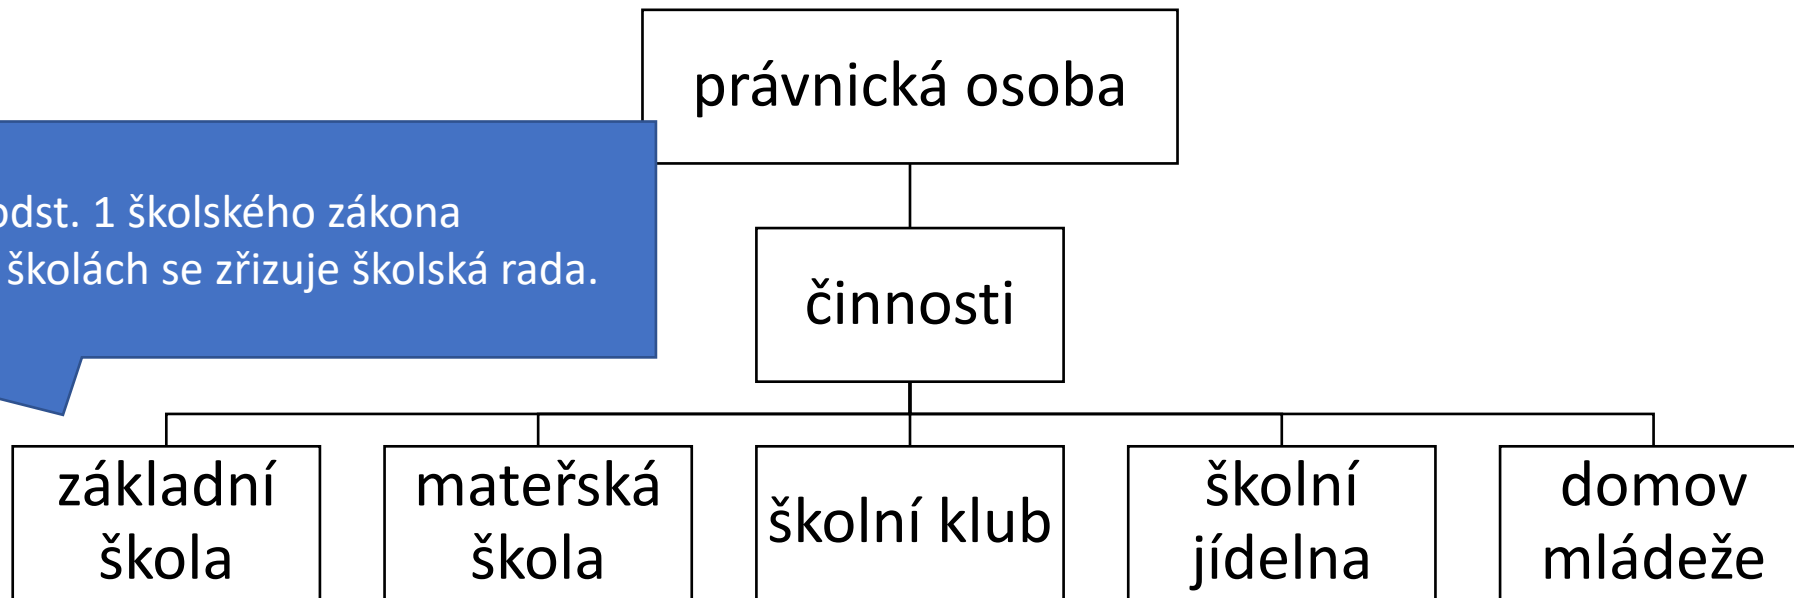 právnická osoba
odst. 1 školského zákona
školách se zřizuje školská rada.
činnosti
základní
škola
mateřská
škola
školní klub
školní
jídelna
domov
mládeže